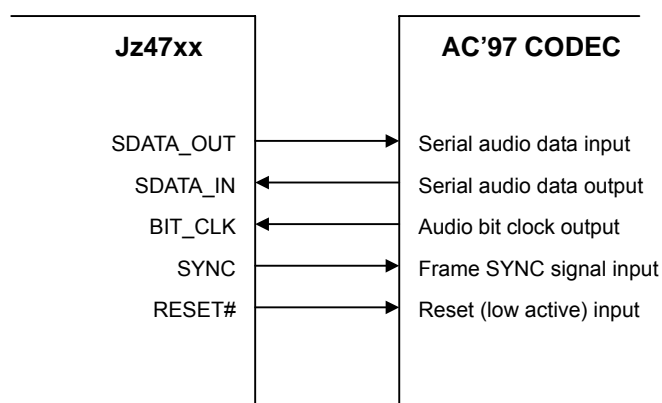 Jz47xx AC’97 CODEC
SDATA_OUT Serial audio data input
SDATA_IN Serial audio data output
BIT_CLK Audio bit clock output
SYNC Frame SYNC signal input
RESET# Reset (low active) input